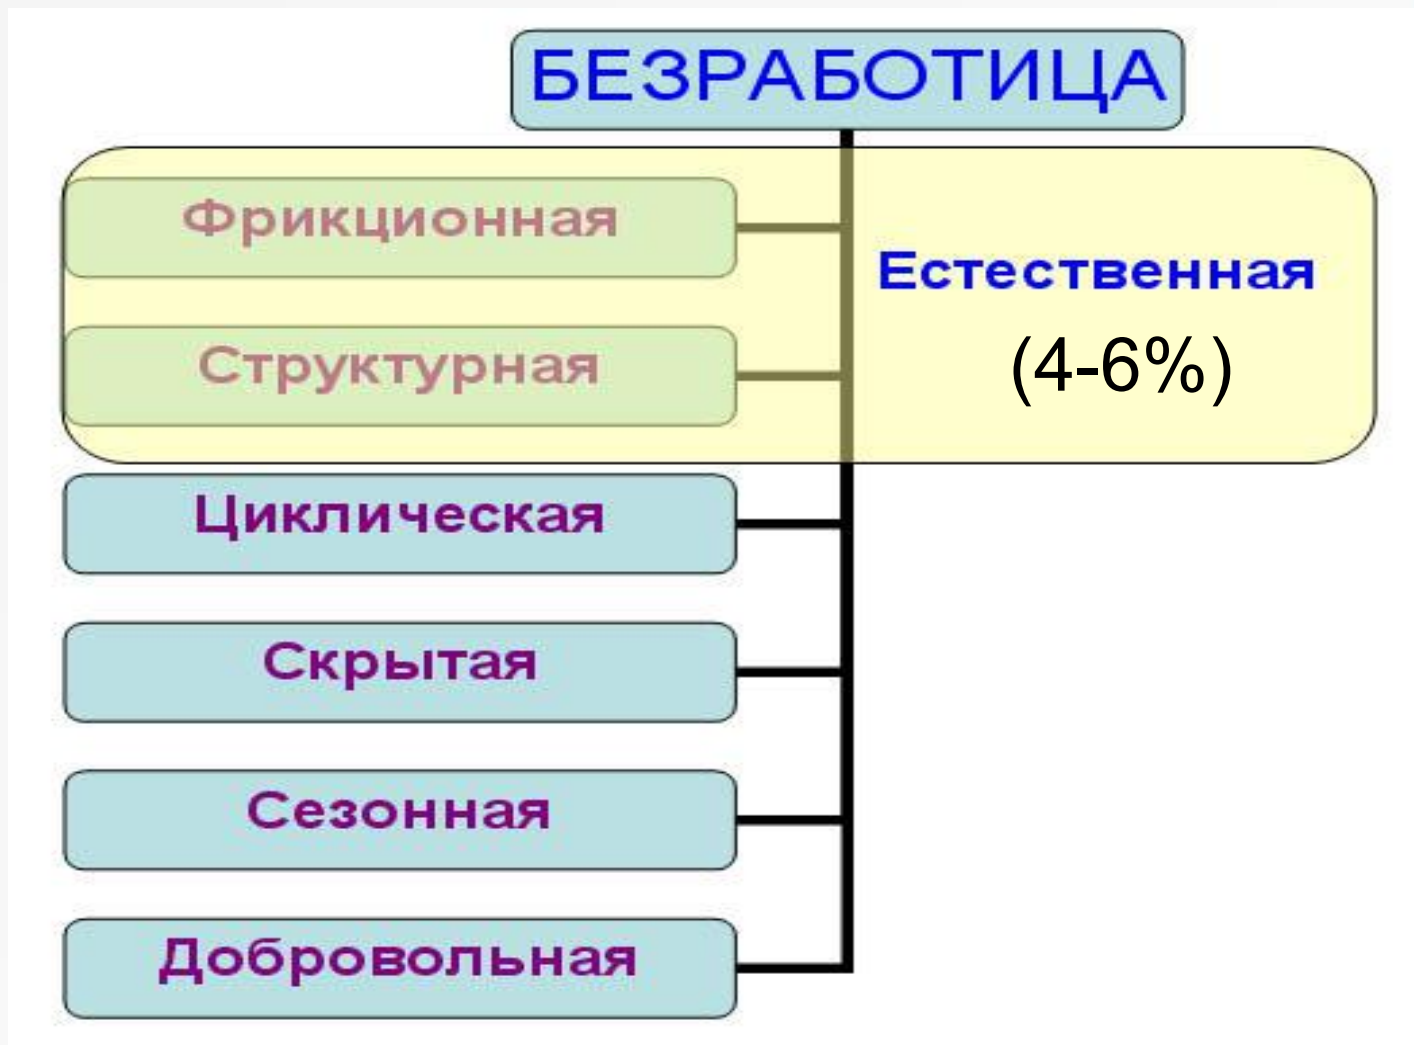 БЕЗРАБОТИЦА
Фрикционная
Естественная
Структурная
(4-6%)
Циклическая
Скрытая
Сезонная
Добровольная